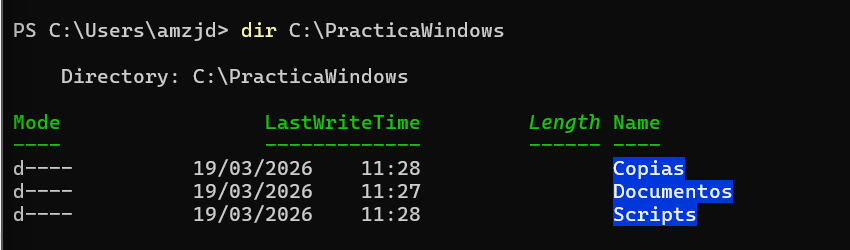 PS C:\Users\amzjd> dir C:\PracticaWindows
Directory: C:\PracticaWindows
Mode LastWriteTime Length Name
---- ------------- ------ ----
d---- 19/03/2026 11:28 Copias
d---- 19/03/2026 11:27 Documentos
d---- 19/03/2026 11:28 Scripts